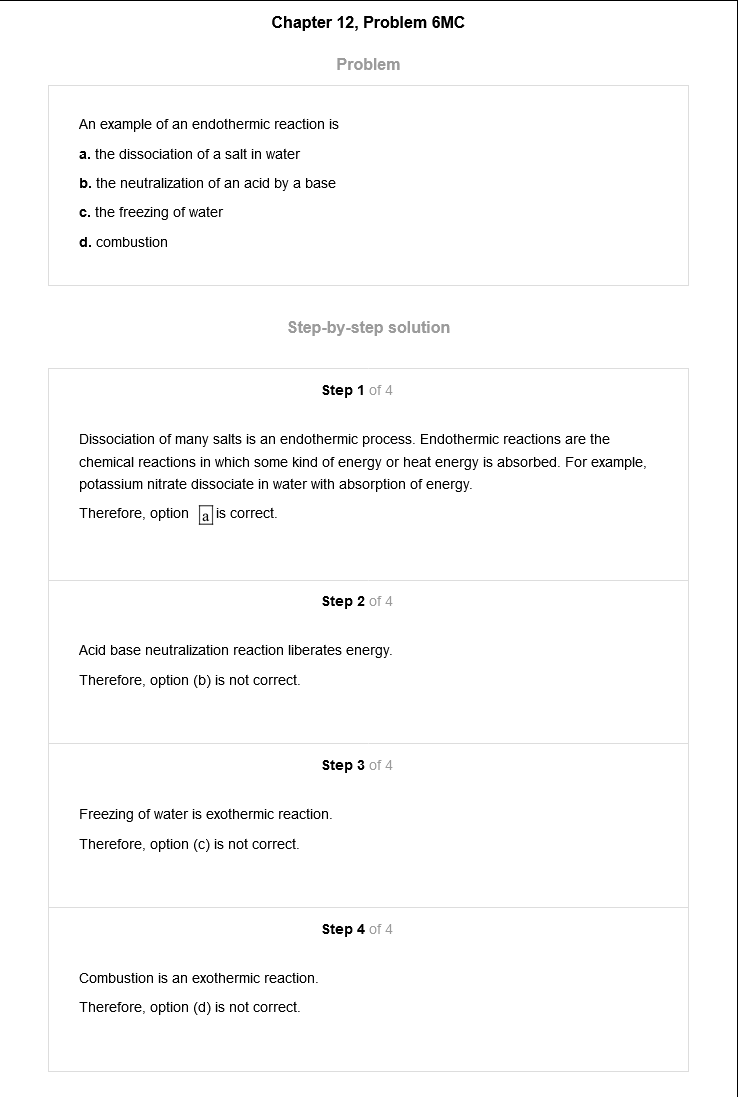 Chapter 12, Problem 6MC
Problem
An example of an endothermic reaction is
a. the dissociation of a salt in water
b. the neutralization of an acid by a base
c. the freezing of water
d. combustion
Step-by-step solution
Step 1 of 4
Dissociation of many salts is an endothermic process. Endothermic reactions are the
chemical reactions in which some kind of energy or heat energy is absorbed. For example,
potassium nitrate dissociate in water with absorption of energy.
Therefore, option a is correct.
Step 2 of 4
Acid base neutralization reaction liberates energy.
Therefore, option (b) is not correct.
Step 3 of 4
Freezing of water is exothermic reaction.
Therefore, option (c) is not correct.
Step 4 of 4
Combustion is an exothermic reaction.
Therefore, option (d) is not correct.